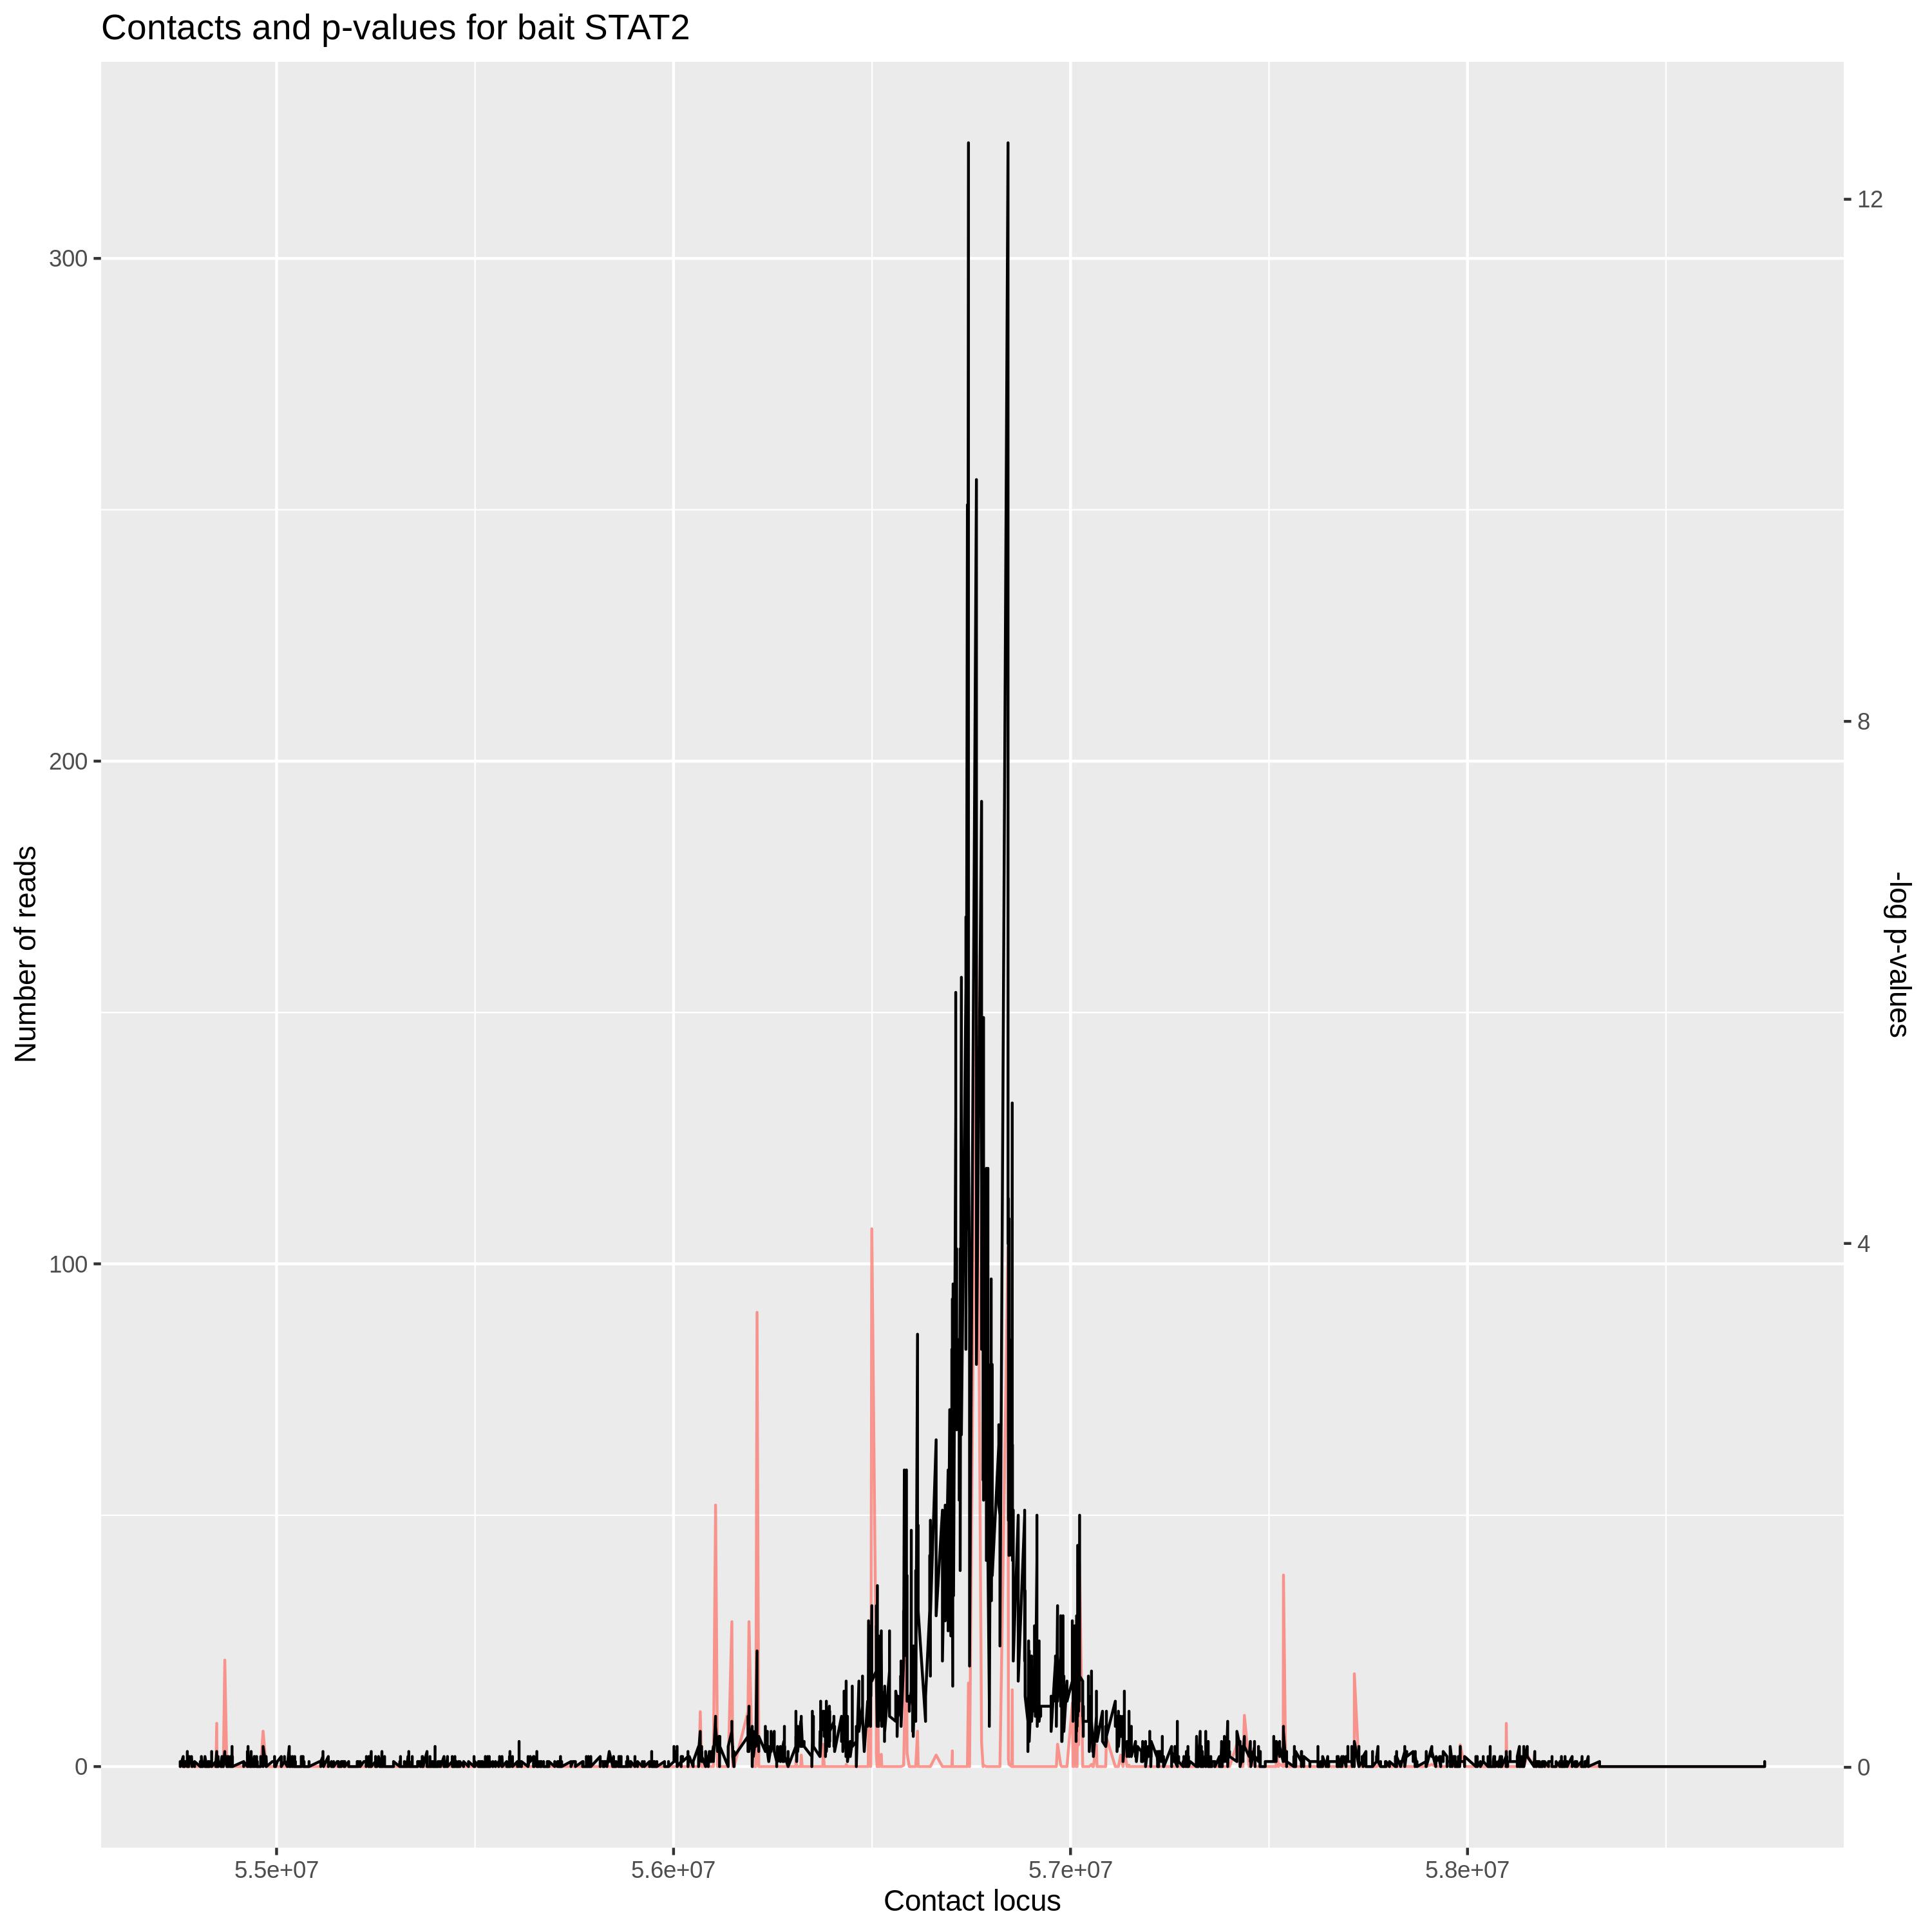 Contacts and p-values for bait STAT2
300
200
100
0
12
8
4
0
Number of reads
-log p-values
5.5e+07
5.6e+07
5.7e+07
5.8e+07
Contact locus